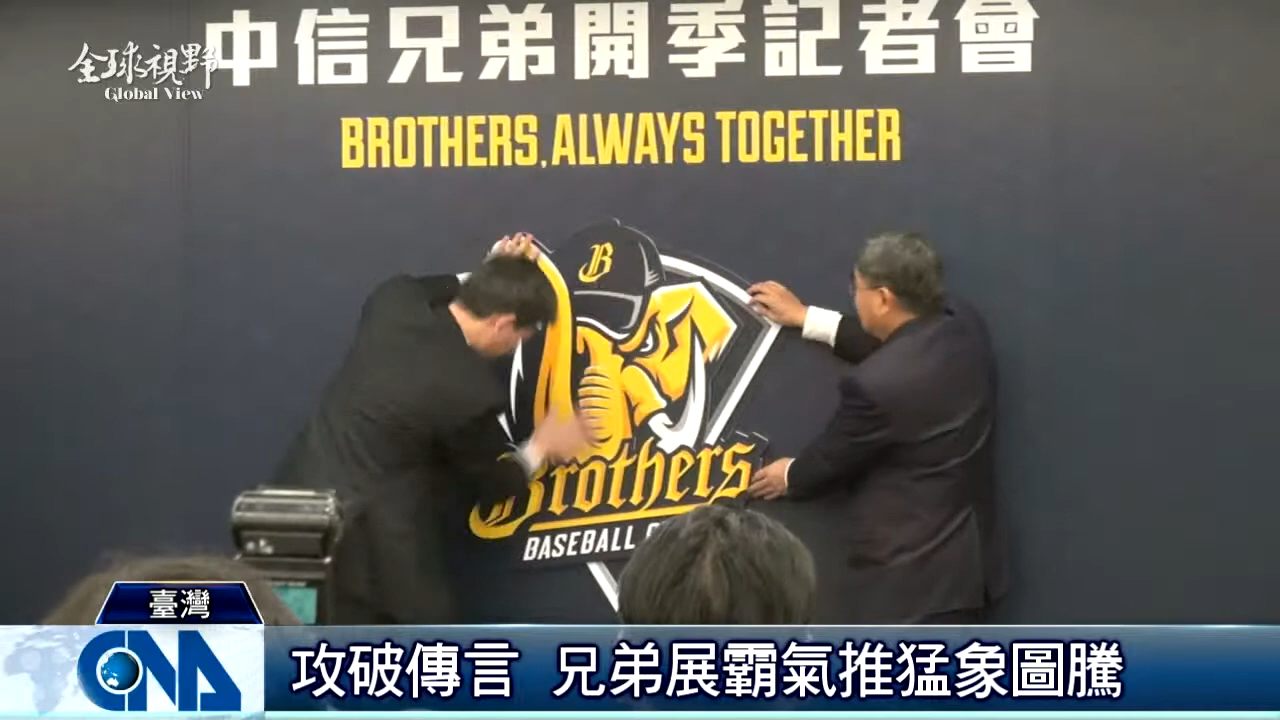 中信兄弟開季記者會
全球視野
Global View
BROTHERS, ALWAYS TOGETHER
B
Brothers
BASEBALL
臺灣
CNA
攻破傳言 兄弟展霸氣推猛象圖騰